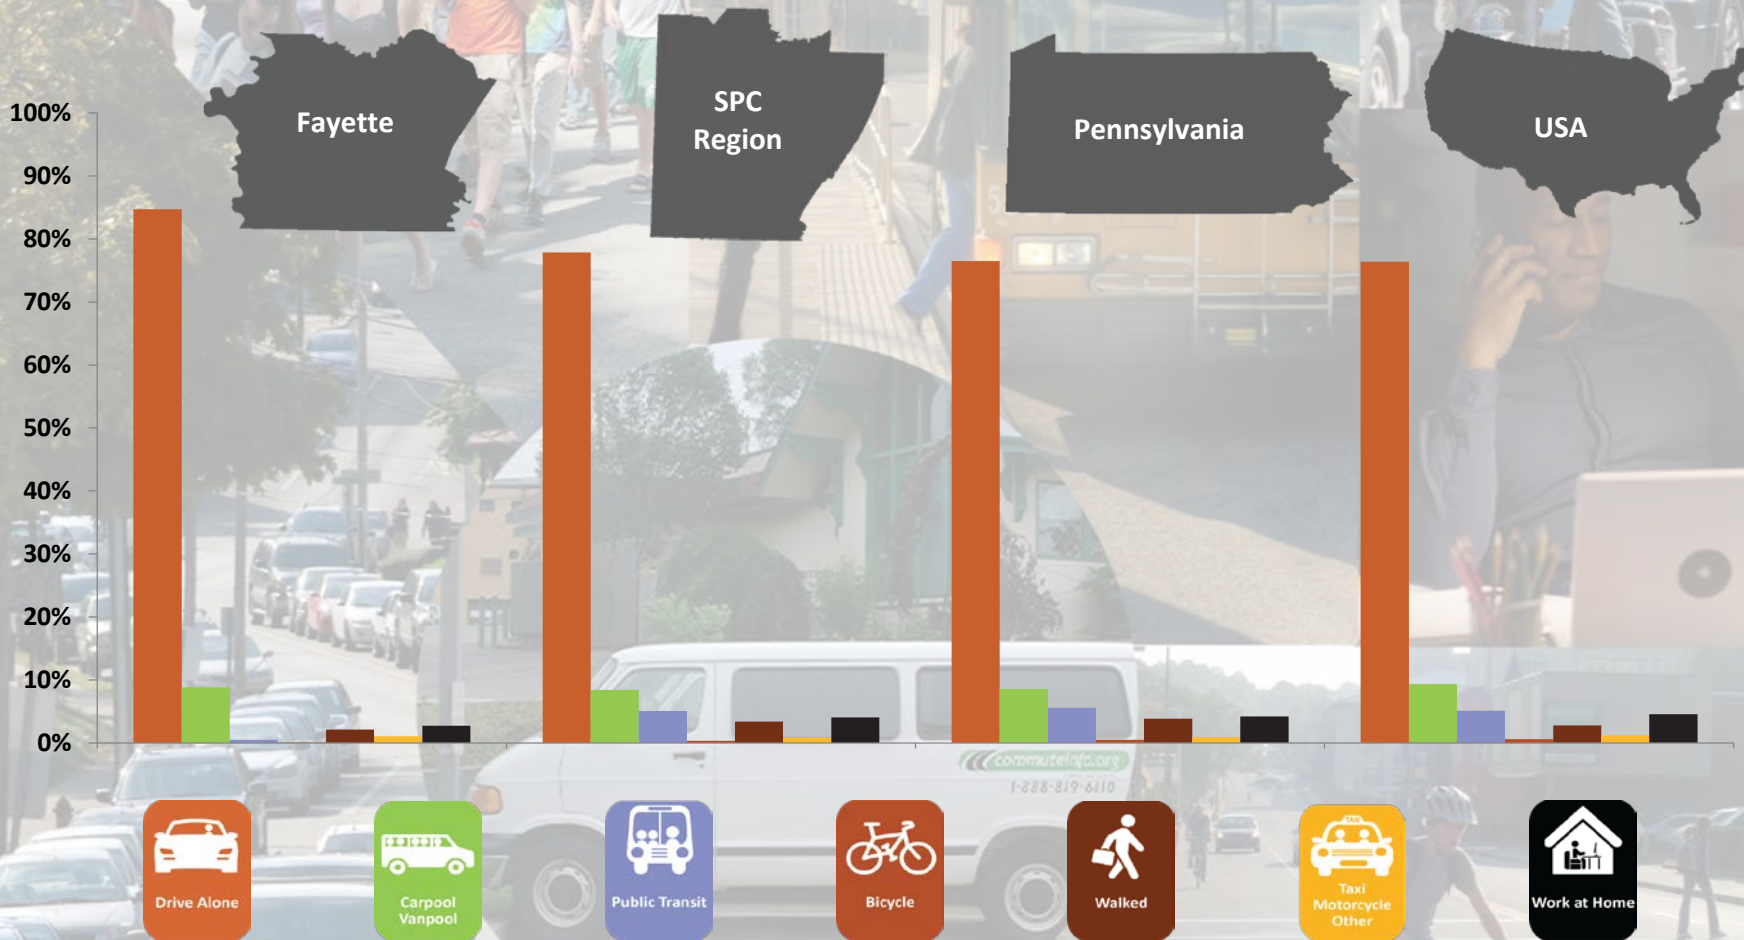 Fayette
SPC
Region
Pennsylvania
USA
100%
90%
80%
70%
60%
50%
40%
30%
20%
10%
0%
commuteinfo.org
1-888-819-6110
Drive Alone
Carpool
Vanpool
Public Transit
Bicycle
Walked
TAXI
Taxi
Motorcycle
Other
Work at Home